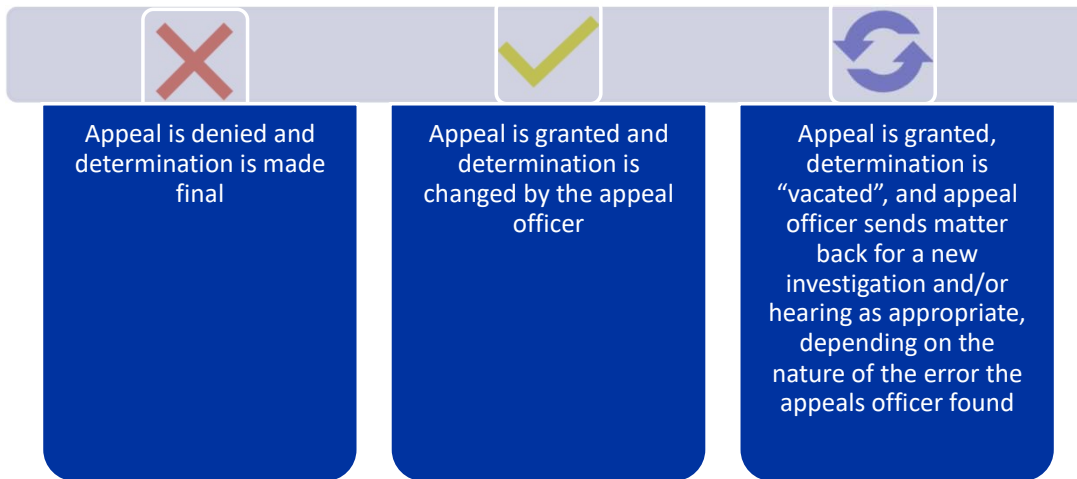 Appeal is denied and
determination is made
final
Appeal is granted and
determination is
changed by the appeal
officer
Appeal is granted,
determination is
“vacated”, and appeal
officer sends matter
back for a new
investigation and/or
hearing as appropriate,
depending on the
nature of the error the
appeals officer found